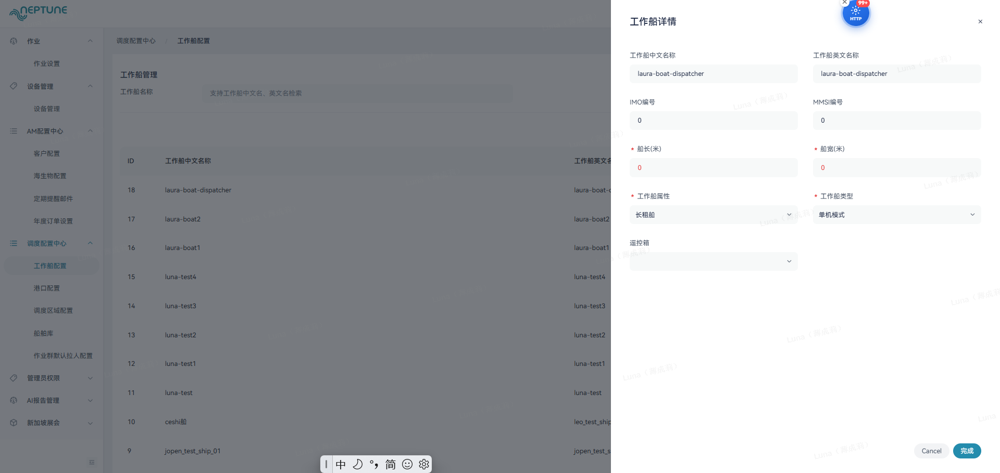 NEPTUNE
作业
作业设置
设备管理
设备管理
AM配置中心
客户配置
海生物配置
定期提醒邮件
年度订单设置
调度配置中心
工作船配置
港口配置
调度区域配置
船舶库
作业群默认拉人配置
管理员权限
AI报告管理
新加坡展会
调度配置中心 / 工作船配置
工作船管理
工作船名称
支持工作船中文名、英文名检索
ID 工作船中文名称 工作船英文名
18 laura-boat-dispatcher laura-boat-d
17 laura-boat2 laura-boat2
16 laura-boat1 laura-boat1
15 luna-test4 luna-test4
14 luna-test3 luna-test3
13 luna-test2 luna-test2
12 luna-test1 luna-test1
11 luna-test luna-test
10 ceshi船 leo_test_ship
9 jopen_test_ship_01 jopen_test_s
中 简
99+
HTTP
工作船详情
工作船中文名称 工作船英文名称
laura-boat-dispatcher laura-boat-dispatcher
IMO编号 MMSI编号
0 0
* 船长(米) * 船宽(米)
0 0
* 工作船属性 * 工作船类型
长租船 单机模式
遥控箱
Cancel 完成